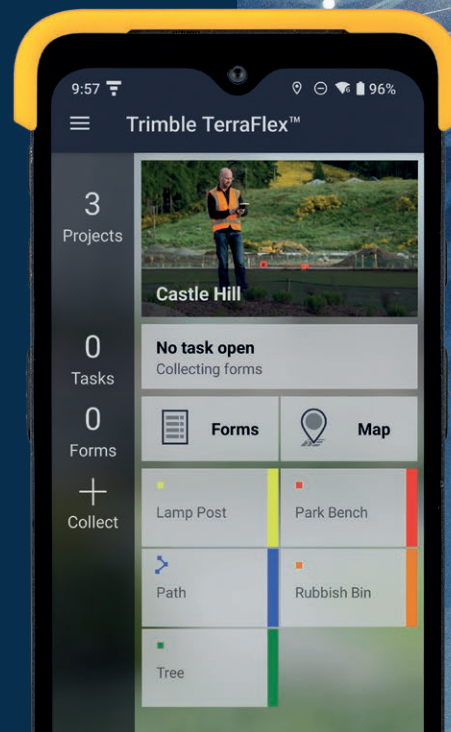 9:57
96%
Trimble TerraFlex™
3
Projects
Castle Hill
0
Tasks
No task open
Collecting forms
0
Forms
Forms
Map
Collect
Lamp Post
Park Bench
Path
Rubbish Bin
Tree